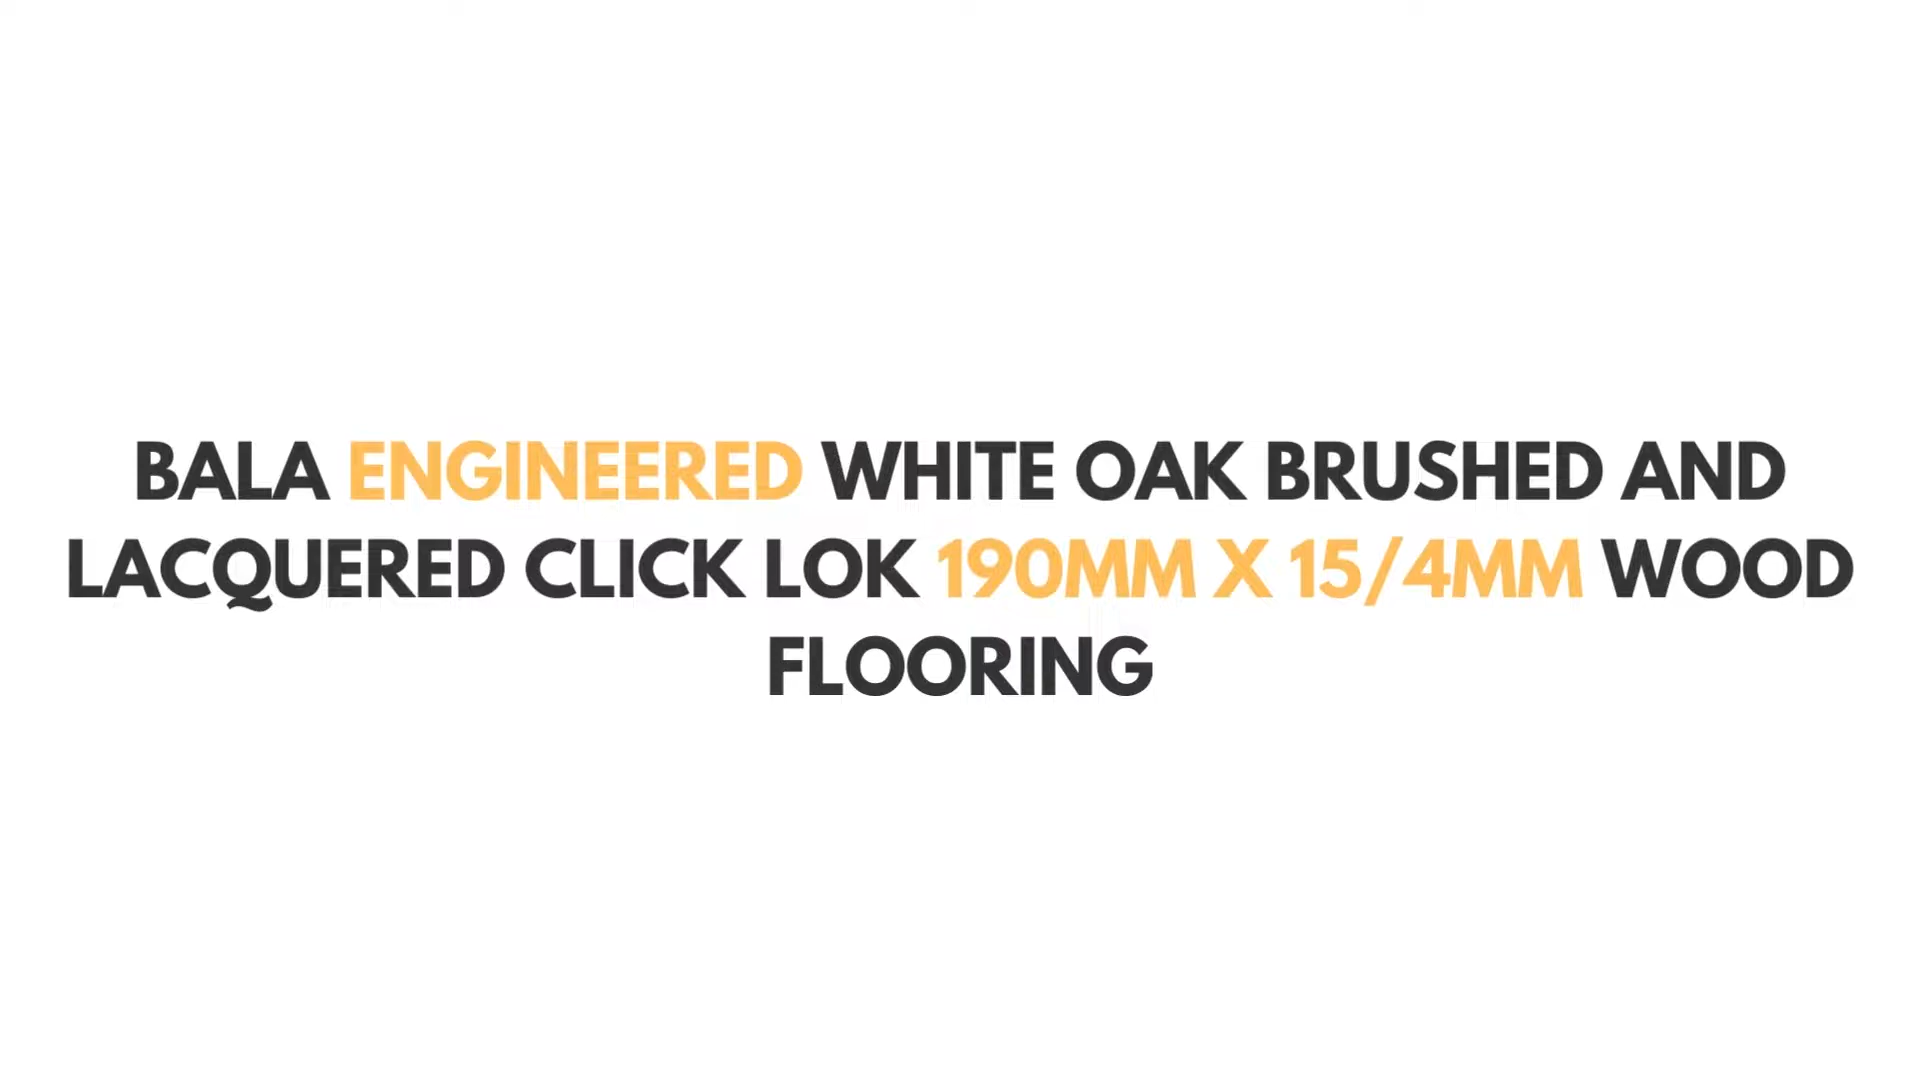 BALA ENGINEERED WHITE OAK BRUSHED AND
LACQUERED CLICK LOK 190MM X 15/4MM WOOD
FLOORING